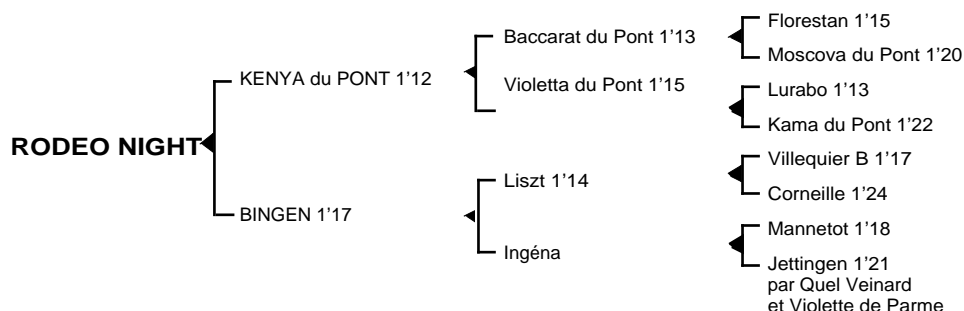 Florestan 1’15
Baccarat du Pont 1’13
Moscova du Pont 1’20
KENYA du PONT 1’12
Violetta du Pont 1’15
Lurabo 1’13
Kama du Pont 1’22
RODEO NIGHT
Villequier B 1’17
Liszt 1’14
Corneille 1’24
BINGEN 1’17
Mannetot 1’18
Ingéna
Jettingen 1’21
par Quel Veinard
et Violette de Parme